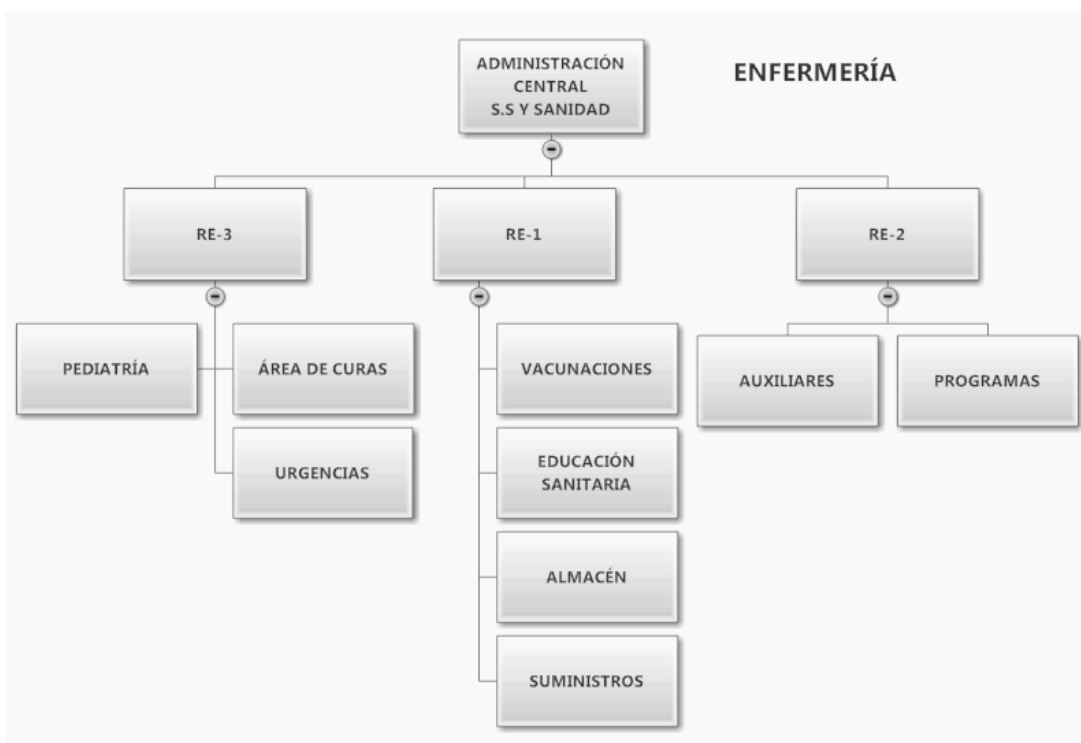 ADMINISTRACIÓN
CENTRAL
S.S Y SANIDAD
ENFERMERÍA
RE-3
RE-1
RE-2
PEDIATRÍA
ÁREA DE CURAS
URGENCIAS
VACUNACIONES
EDUCACIÓN
SANITARIA
ALMACÉN
SUMINISTROS
AUXILIARES
PROGRAMAS